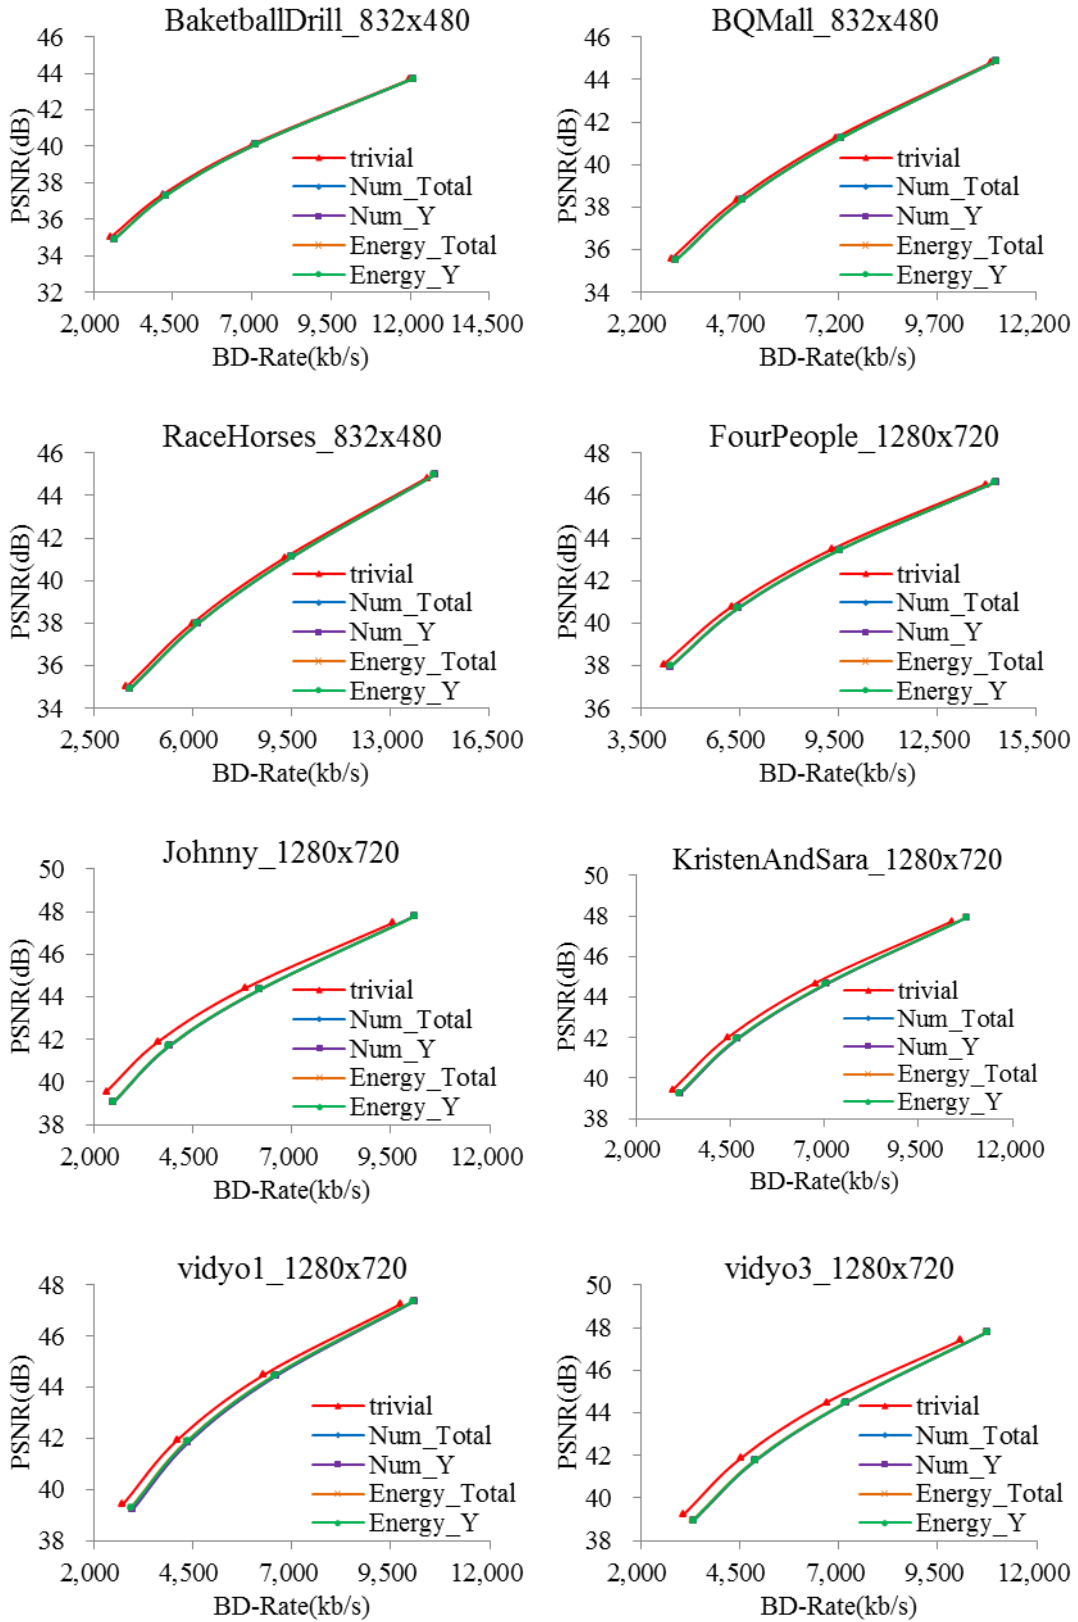 BaketballDrill_832x480
46
44
42
40
38
36
34
32
PSNR(dB)
trivial
Num_Total
Num_Y
Energy_Total
Energy_Y
2,000 4,500 7,000 9,500 12,000 14,500
BD-Rate(kb/s)
BQMall_832x480
46
44
42
40
38
36
34
PSNR(dB)
trivial
Num_Total
Num_Y
Energy_Total
Energy_Y
2,200 4,700 7,200 9,700 12,200
BD-Rate(kb/s)
RaceHorses_832x480
46
44
42
40
38
36
34
PSNR(dB)
trivial
Num_Total
Num_Y
Energy_Total
Energy_Y
2,500 6,000 9,500 13,000 16,500
BD-Rate(kb/s)
FourPeople_1280x720
48
46
44
42
40
38
36
PSNR(dB)
trivial
Num_Total
Num_Y
Energy_Total
Energy_Y
3,500 6,500 9,500 12,500 15,500
BD-Rate(kb/s)
Johnny_1280x720
50
48
46
44
42
40
38
PSNR(dB)
trivial
Num_Total
Num_Y
Energy_Total
Energy_Y
2,000 4,500 7,000 9,500 12,000
BD-Rate(kb/s)
KristenAndSara_1280x720
50
48
46
44
42
40
38
PSNR(dB)
trivial
Num_Total
Num_Y
Energy_Total
Energy_Y
2,000 4,500 7,000 9,500 12,000
BD-Rate(kb/s)
vidyo1_1280x720
48
46
44
42
40
38
PSNR(dB)
trivial
Num_Total
Num_Y
Energy_Total
Energy_Y
2,000 4,500 7,000 9,500 12,000
BD-Rate(kb/s)
vidyo3_1280x720
50
48
46
44
42
40
38
PSNR(dB)
trivial
Num_Total
Num_Y
Energy_Total
Energy_Y
2,000 4,500 7,000 9,500 12,000
BD-Rate(kb/s)